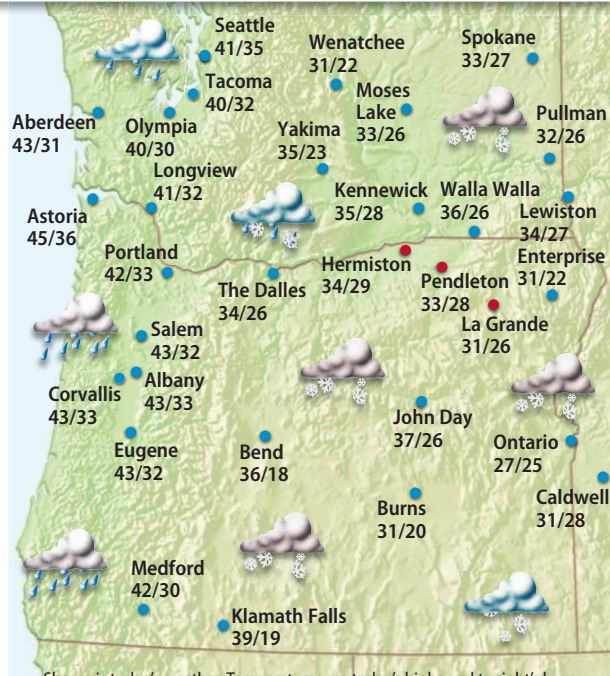 Seattle
41/35
Wenatchee
31/22
Spokane
33/27
Tacoma
40/32
Moses
Lake
33/26
Aberdeen
43/31
Olympia
40/30
Yakima
35/23
Pullman
32/26
Longview
41/32
Kennewick
35/28
Walla Walla
36/26
Lewiston
34/27
Astoria
45/36
Portland
42/33
The Dalles
34/26
Hermiston
34/29
Pendleton
33/28
Enterprise
31/22
La Grande
31/26
Salem
43/32
Albany
43/33
Corvallis
43/33
John Day
37/26
Eugene
43/32
Bend
36/18
Ontario
27/25
Burns
31/20
Caldwell
31/28
Medford
42/30
Klamath Falls
39/19